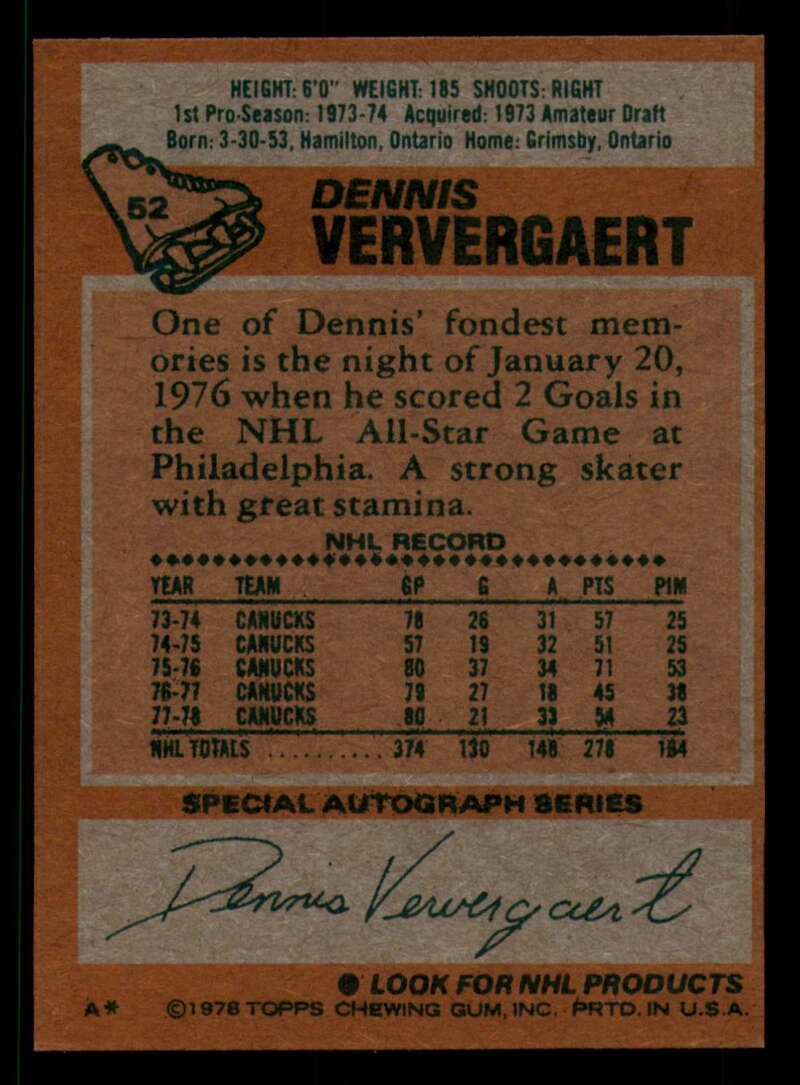 HEIGHT: 6'0" WEIGHT: 185 SHOOTS: RIGHT
1st Pro-Season: 1973-74 Acquired: 1973 Amateur Draft
Born: 3-30-53, Hamilton, Ontario Home: Grimsby, Ontario
52
DENNIS
VERVERGAERT
One of Dennis' fondest mem-
ories is the night of January 20,
1976 when he scored 2 Goals in
the NHL All-Star Game at
Philadelphia. A strong skater
with great stamina.
NHL RECORD
YEAR TEAM GP G A PTS PIM
73-74 CANUCKS 78 26 31 57 25
74-75 CANUCKS 57 19 32 51 25
75-76 CANUCKS 80 37 34 71 53
76-77 CANUCKS 79 27 18 45 38
77-78 CANUCKS 80 21 33 54 23
NHL TOTALS .......... 374 130 148 278 164
SPECIAL AUTOGRAPH SERIES
Dennis Ververgaert
● LOOK FOR NHL PRODUCTS
A* ©1978 TOPPS CHEWING GUM, INC. PRTD. IN U.S.A.